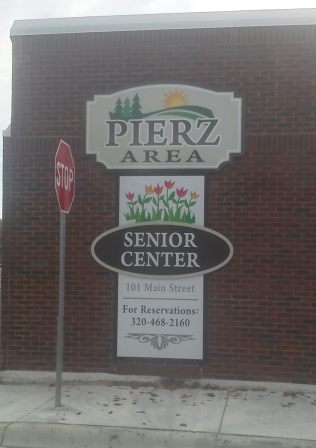 PIERZ
AREA
STOP
SENIOR
CENTER
101 Main Street
For Reservations:
320-468-2160